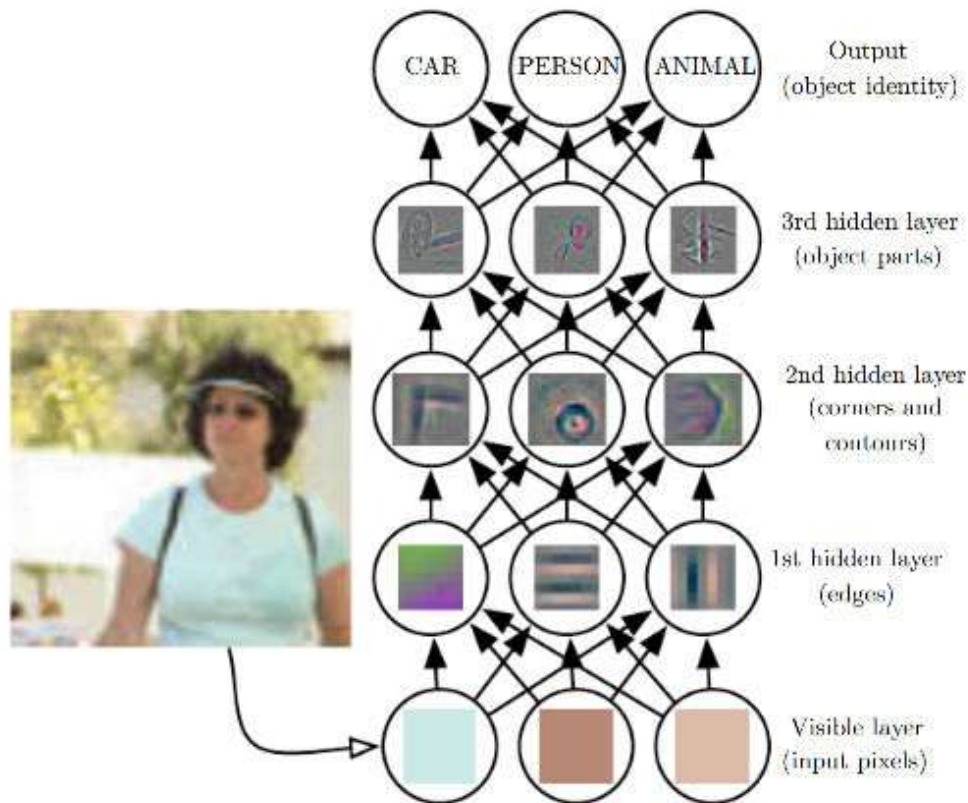 CAR PERSON ANIMAL
Output
(object identity)
3rd hidden layer
(object parts)
2nd hidden layer
(corners and
contours)
1st hidden layer
(edges)
Visible layer
(input pixels)